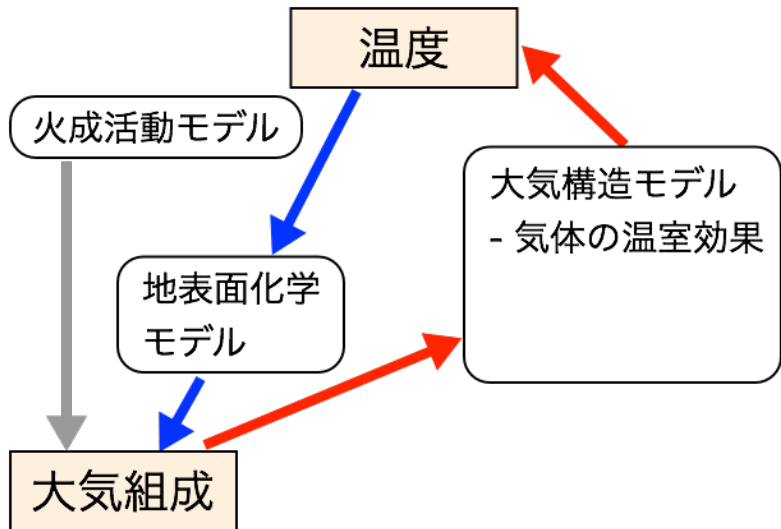 温度
火成活動モデル
大気構造モデル
- 気体の温室効果
地表面化学
モデル
大気組成